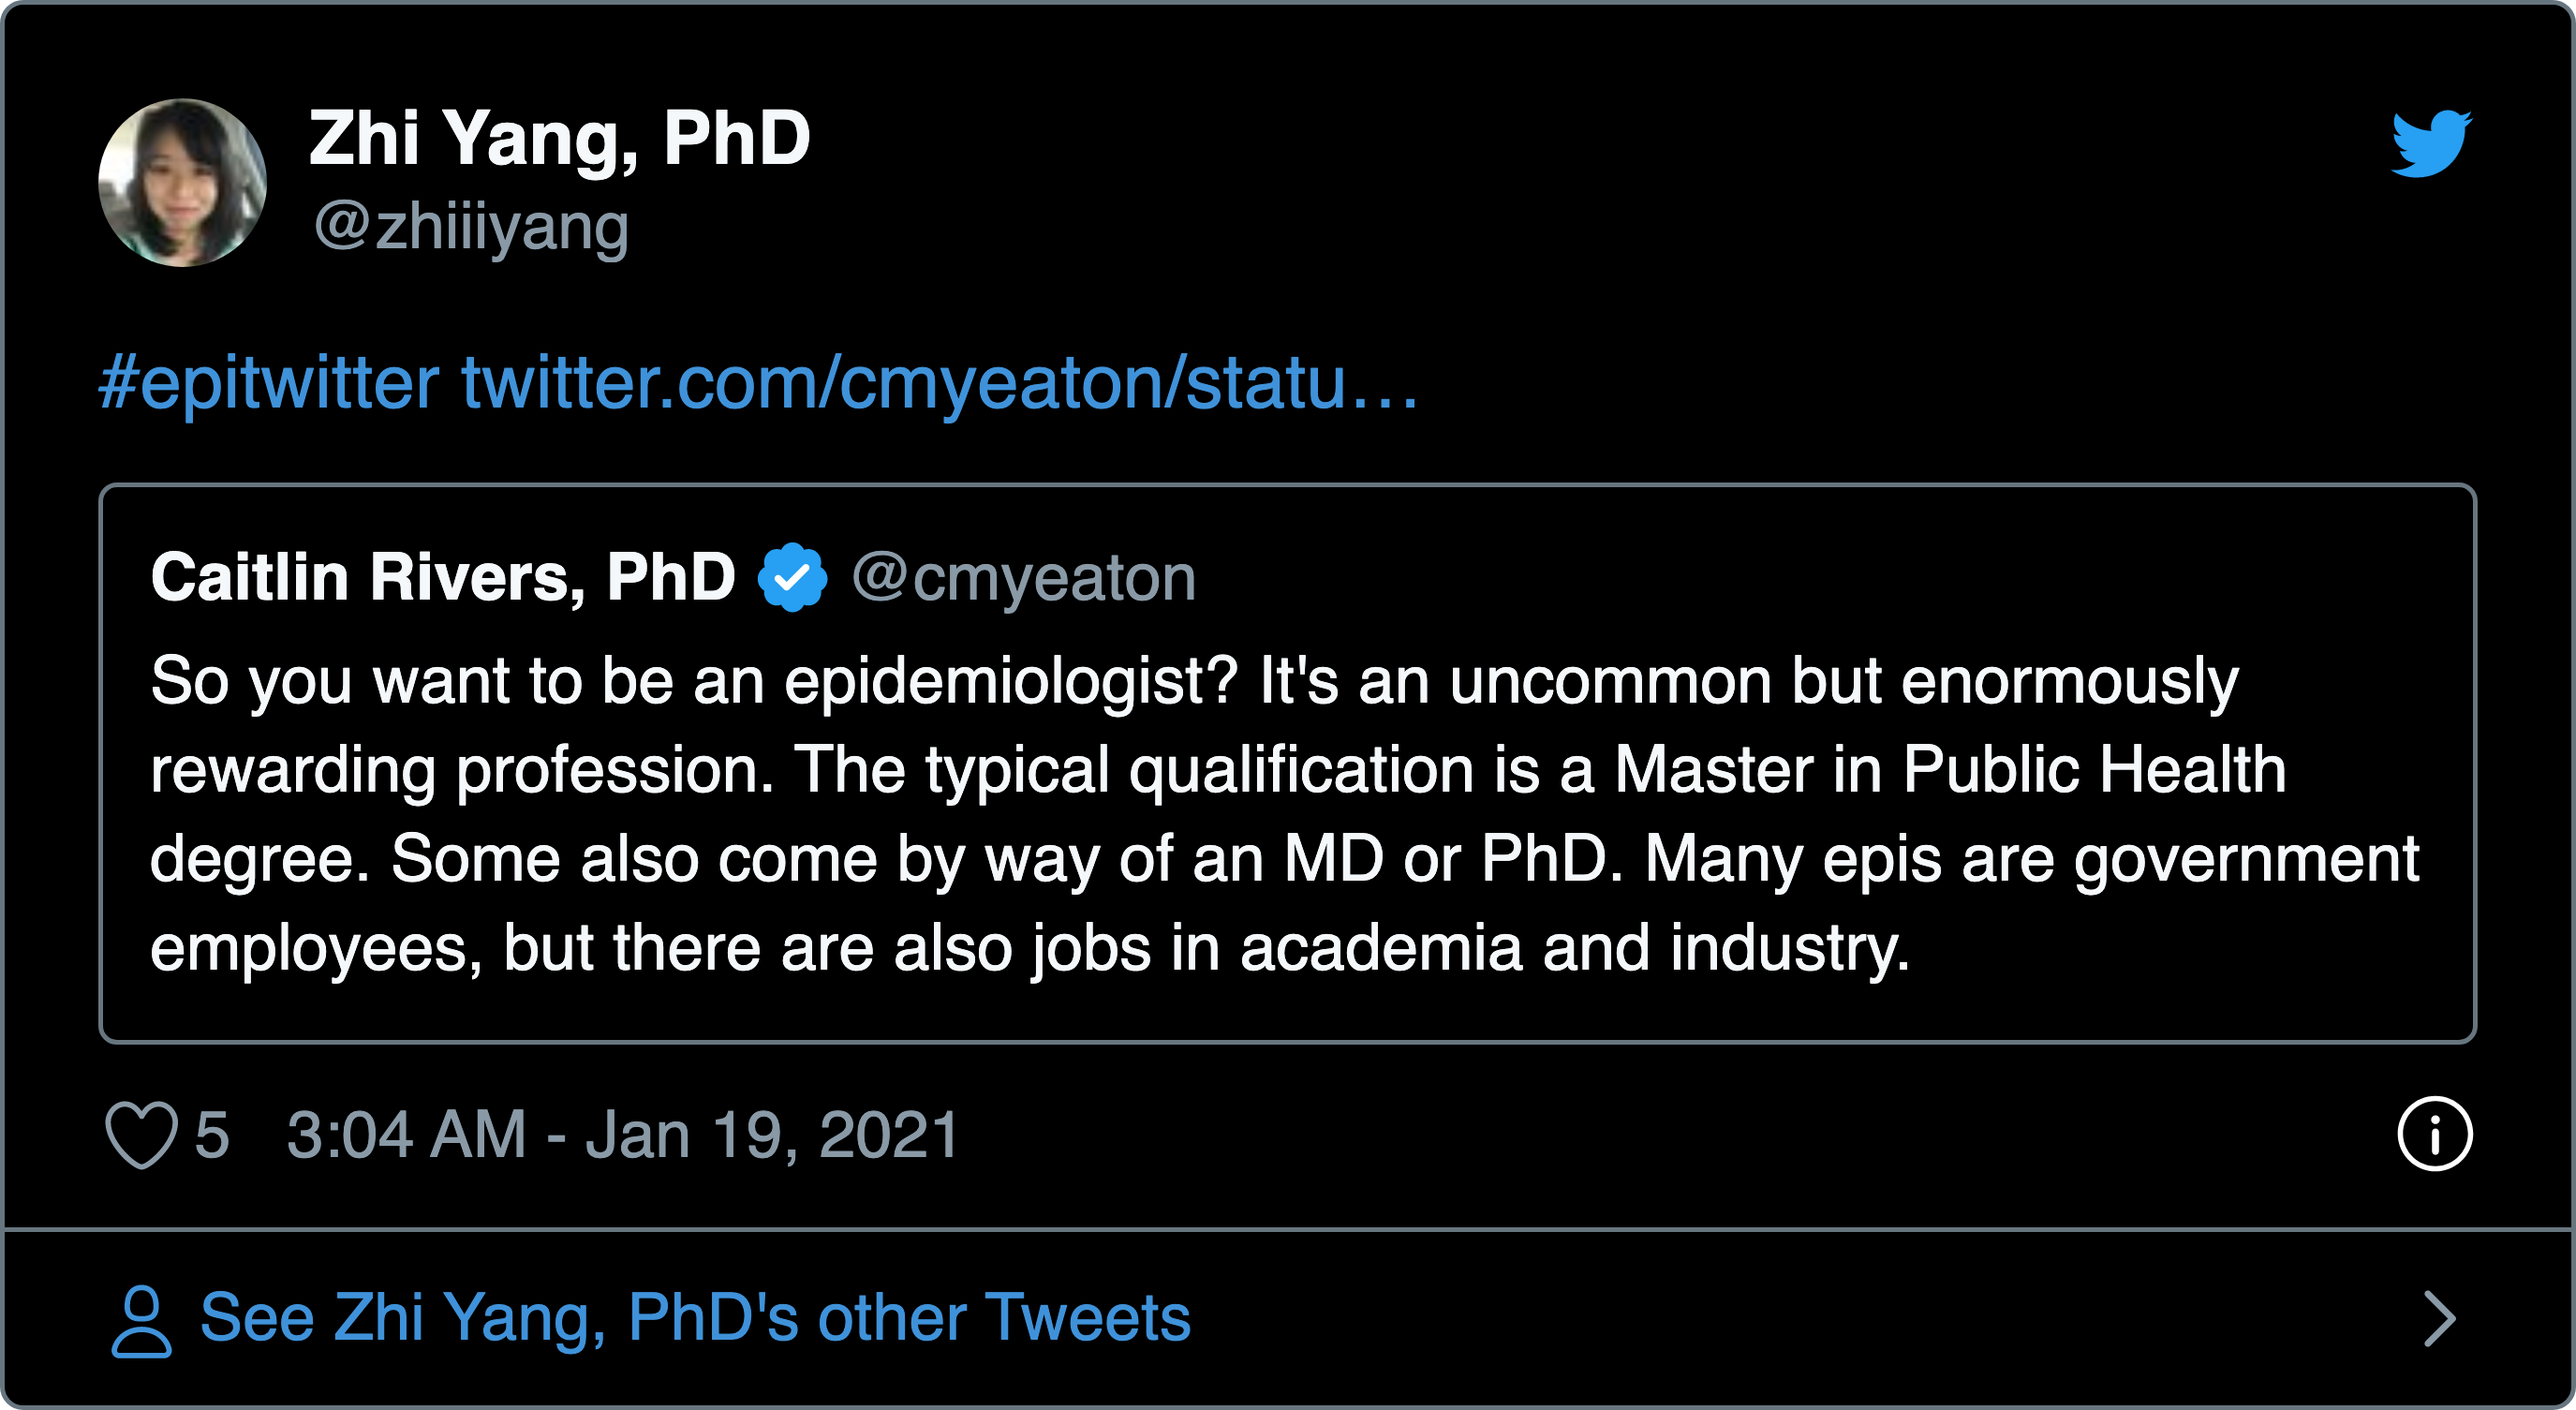 Zhi Yang, PhD
@zhiiiyang
#epitwitter twitter.com/cmyeaton/statu…
Caitlin Rivers, PhD @cmyeaton
So you want to be an epidemiologist? It's an uncommon but enormously
rewarding profession. The typical qualification is a Master in Public Health
degree. Some also come by way of an MD or PhD. Many epis are government
employees, but there are also jobs in academia and industry.
5 3:04 AM - Jan 19, 2021
See Zhi Yang, PhD's other Tweets